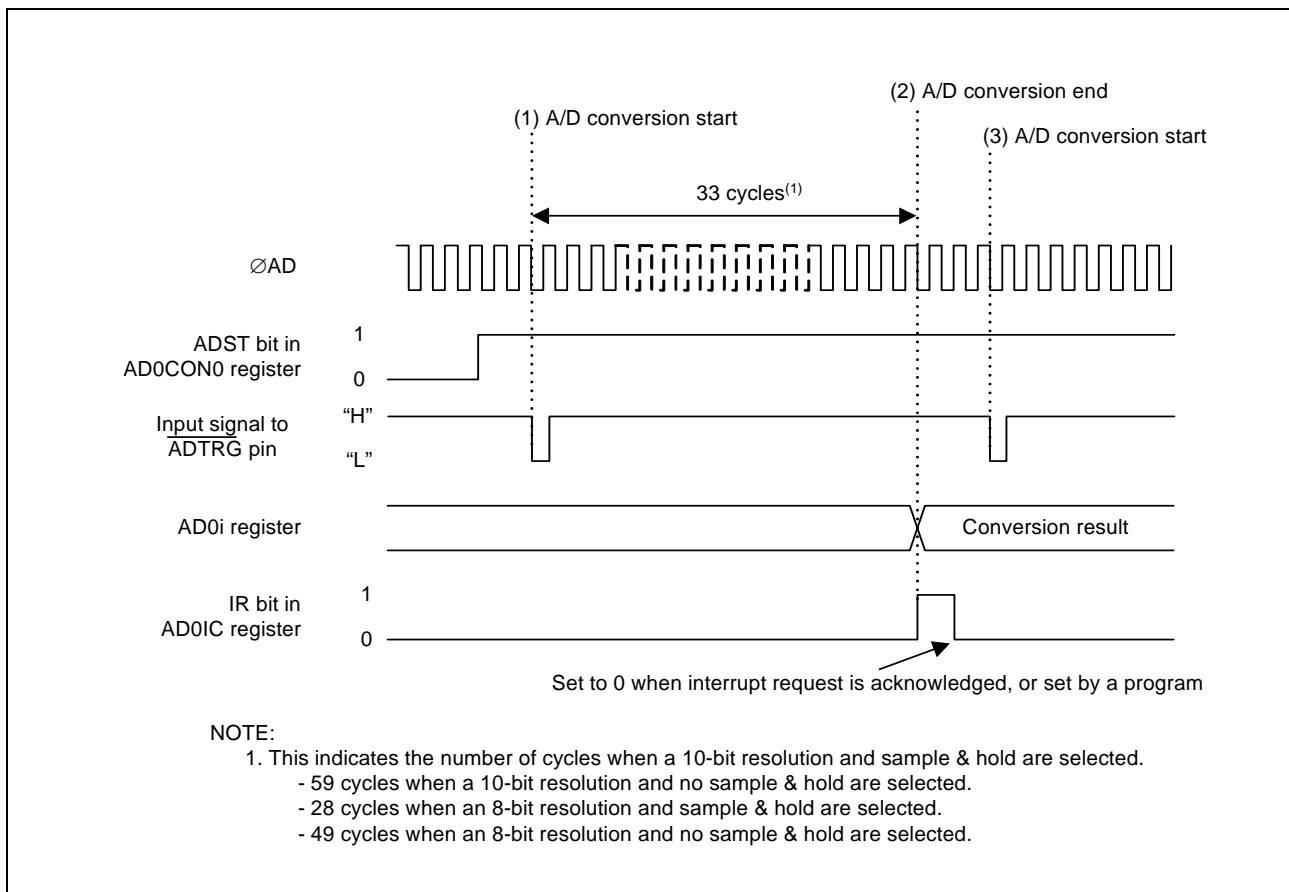 (2) A/D conversion end
(1) A/D conversion start
(3) A/D conversion start
33 cycles(1)
∅AD
ADST bit in
AD0CON0 register
1
0
Input signal to
ADTRG pin
“H”
“L”
AD0i register
Conversion result
IR bit in
AD0IC register
1
0
Set to 0 when interrupt request is acknowledged, or set by a program
NOTE:
1. This indicates the number of cycles when a 10-bit resolution and sample & hold are selected.
- 59 cycles when a 10-bit resolution and no sample & hold are selected.
- 28 cycles when an 8-bit resolution and sample & hold are selected.
- 49 cycles when an 8-bit resolution and no sample & hold are selected.